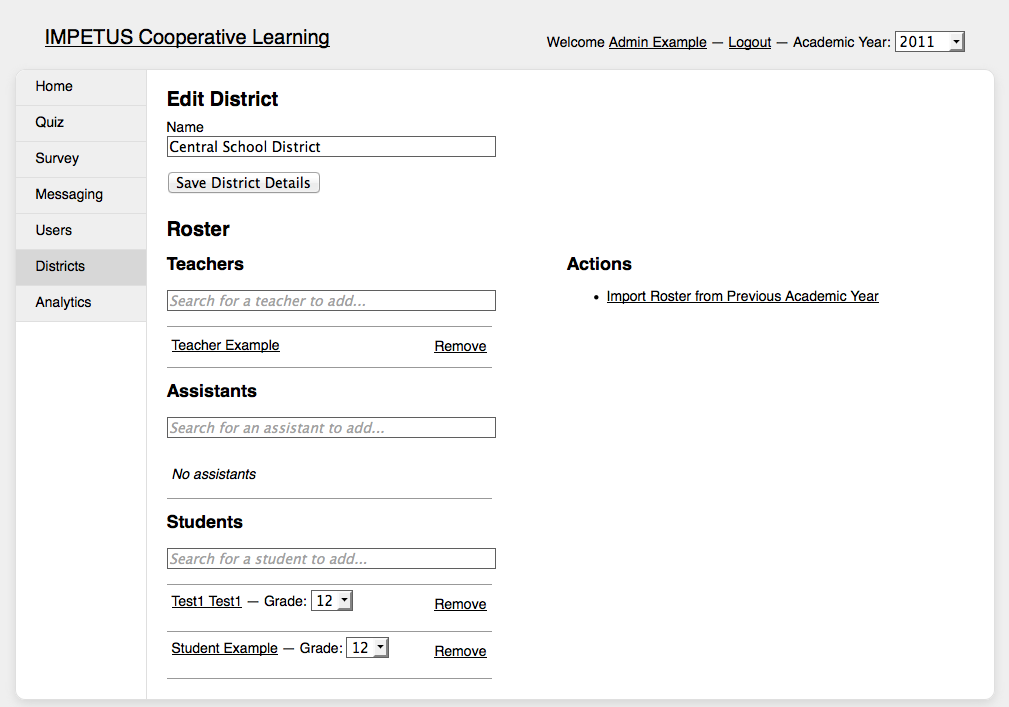 IMPETUS Cooperative Learning
Welcome Admin Example — Logout — Academic Year: 2011
Home
Quiz
Survey
Messaging
Users
Districts
Analytics
Edit District
Name
Central School District
Save District Details
Roster
Teachers
Search for a teacher to add...
Teacher Example Remove
Assistants
Search for an assistant to add...
No assistants
Students
Search for a student to add...
Test1 Test1 — Grade: 12 Remove
Student Example — Grade: 12 Remove
Actions
• Import Roster from Previous Academic Year